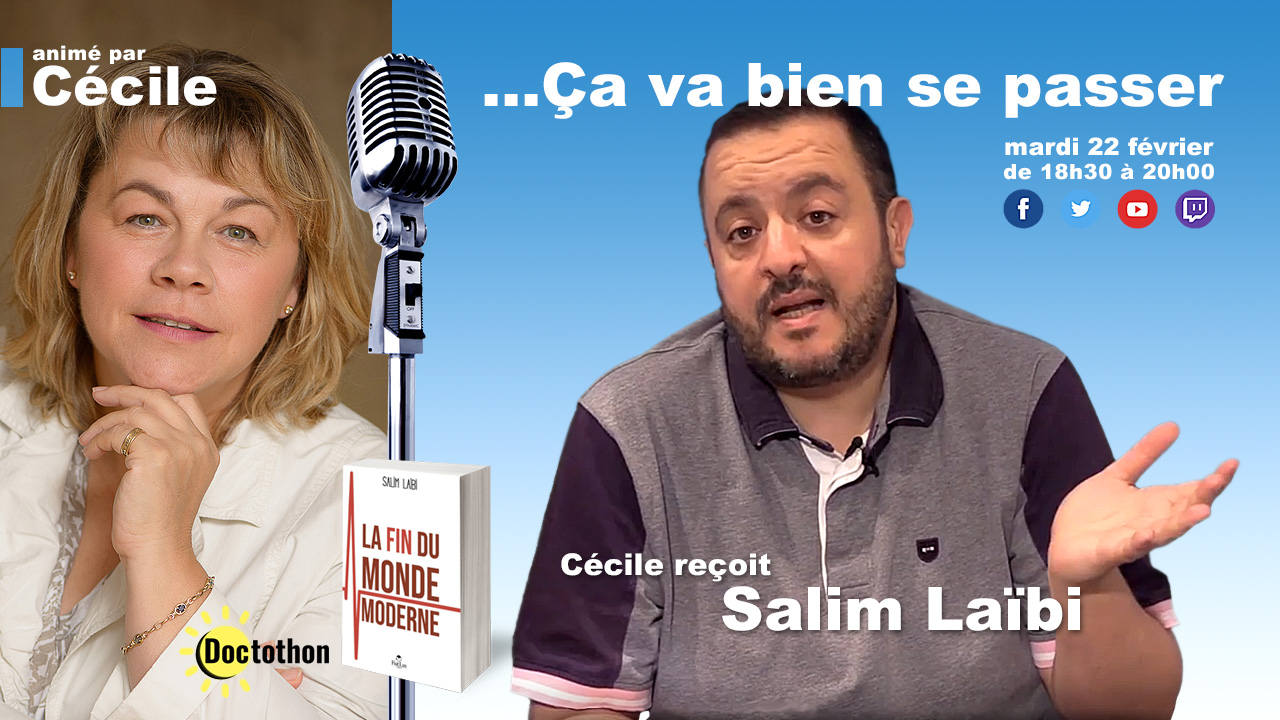 animé par
Cécile
...Ça va bien se passer
mardi 22 février
de 18h30 à 20h00
OFF
SALIM LAÏBI
LA FIN DU
MONDE
MODERNE
Doctothon
Cécile reçoit
Salim Laïbi